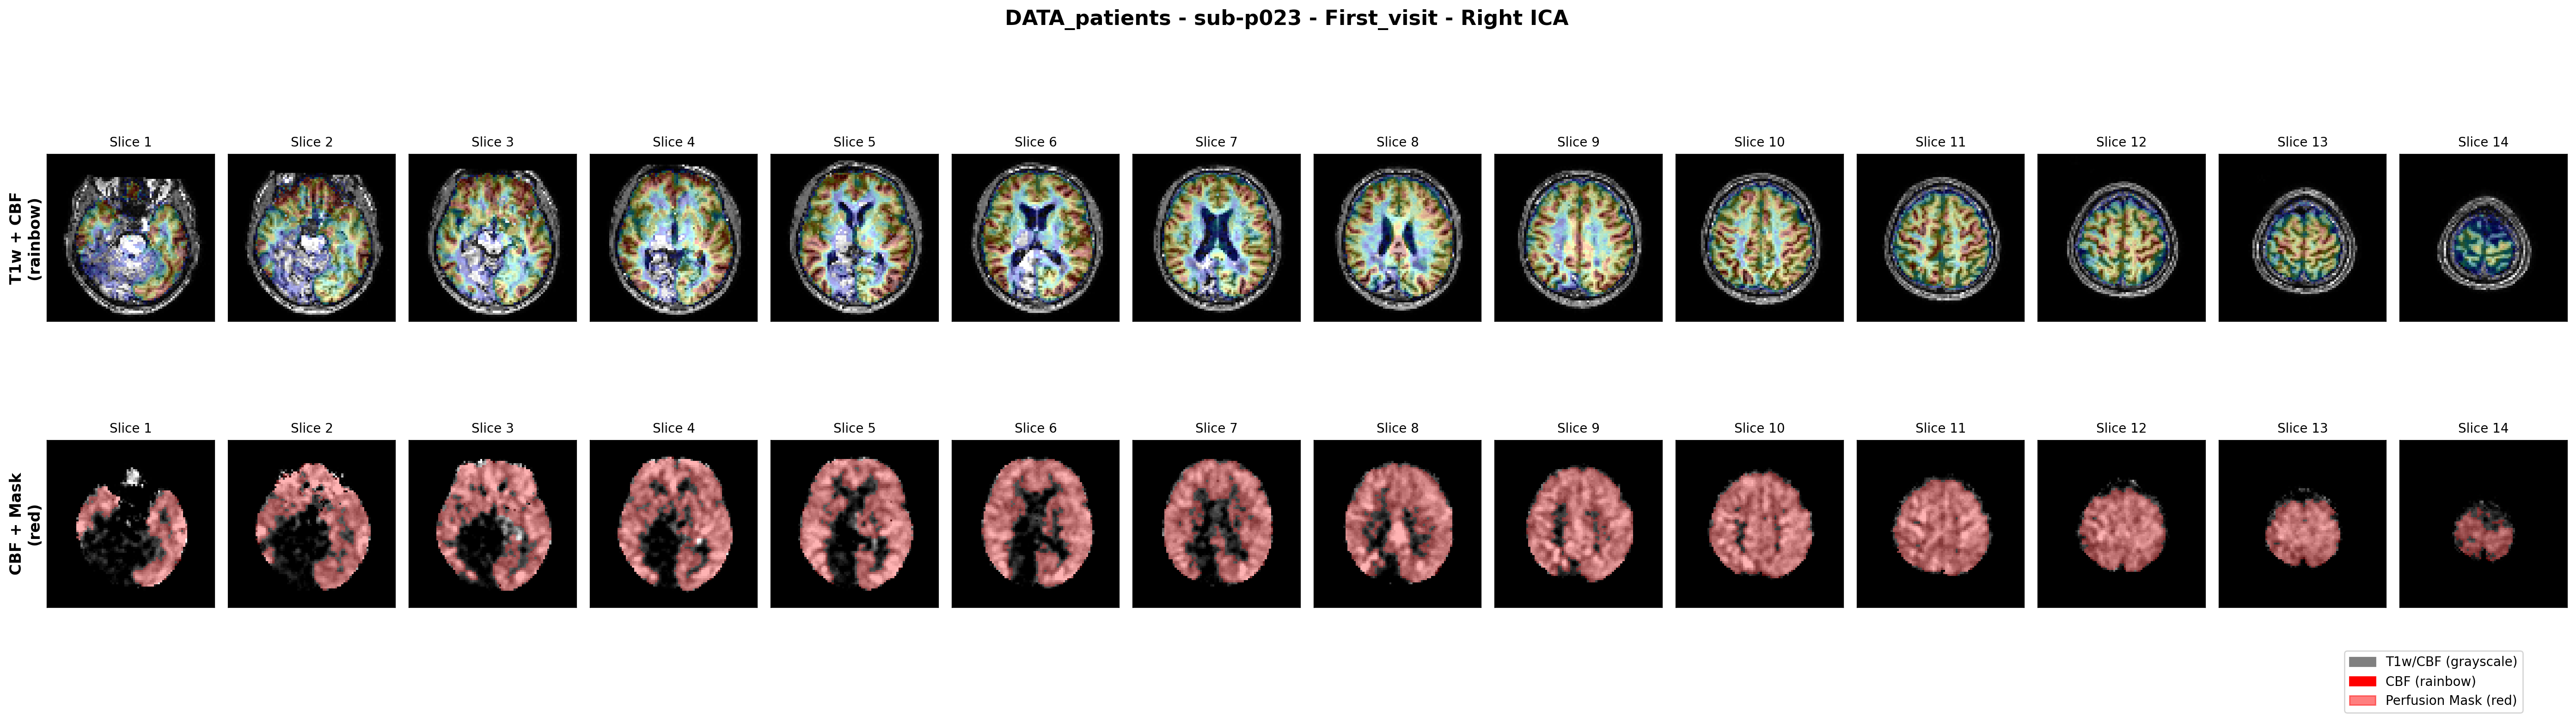 DATA_patients - sub-p023 - First_visit - Right ICA
T1w + CBF
(rainbow)
Slice 1
Slice 2
Slice 3
Slice 4
Slice 5
Slice 6
Slice 7
Slice 8
Slice 9
Slice 10
Slice 11
Slice 12
Slice 13
Slice 14
CBF + Mask
(red)
Slice 1
Slice 2
Slice 3
Slice 4
Slice 5
Slice 6
Slice 7
Slice 8
Slice 9
Slice 10
Slice 11
Slice 12
Slice 13
Slice 14
T1w/CBF (grayscale)
CBF (rainbow)
Perfusion Mask (red)